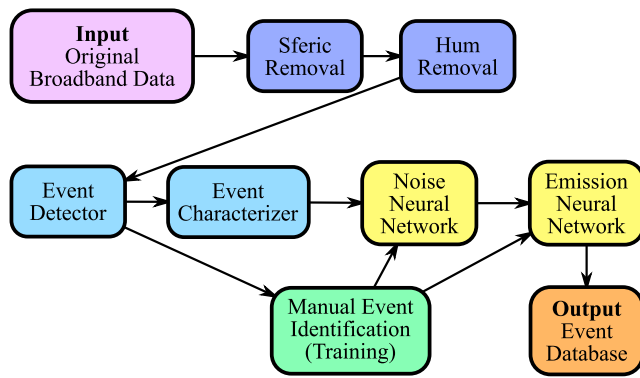 Input
Original
Broadband Data
Sferic
Removal
Hum
Removal
Event
Detector
Event
Characterizer
Noise
Neural
Network
Emission
Neural
Network
Manual Event
Identification
(Training)
Output
Event
Database